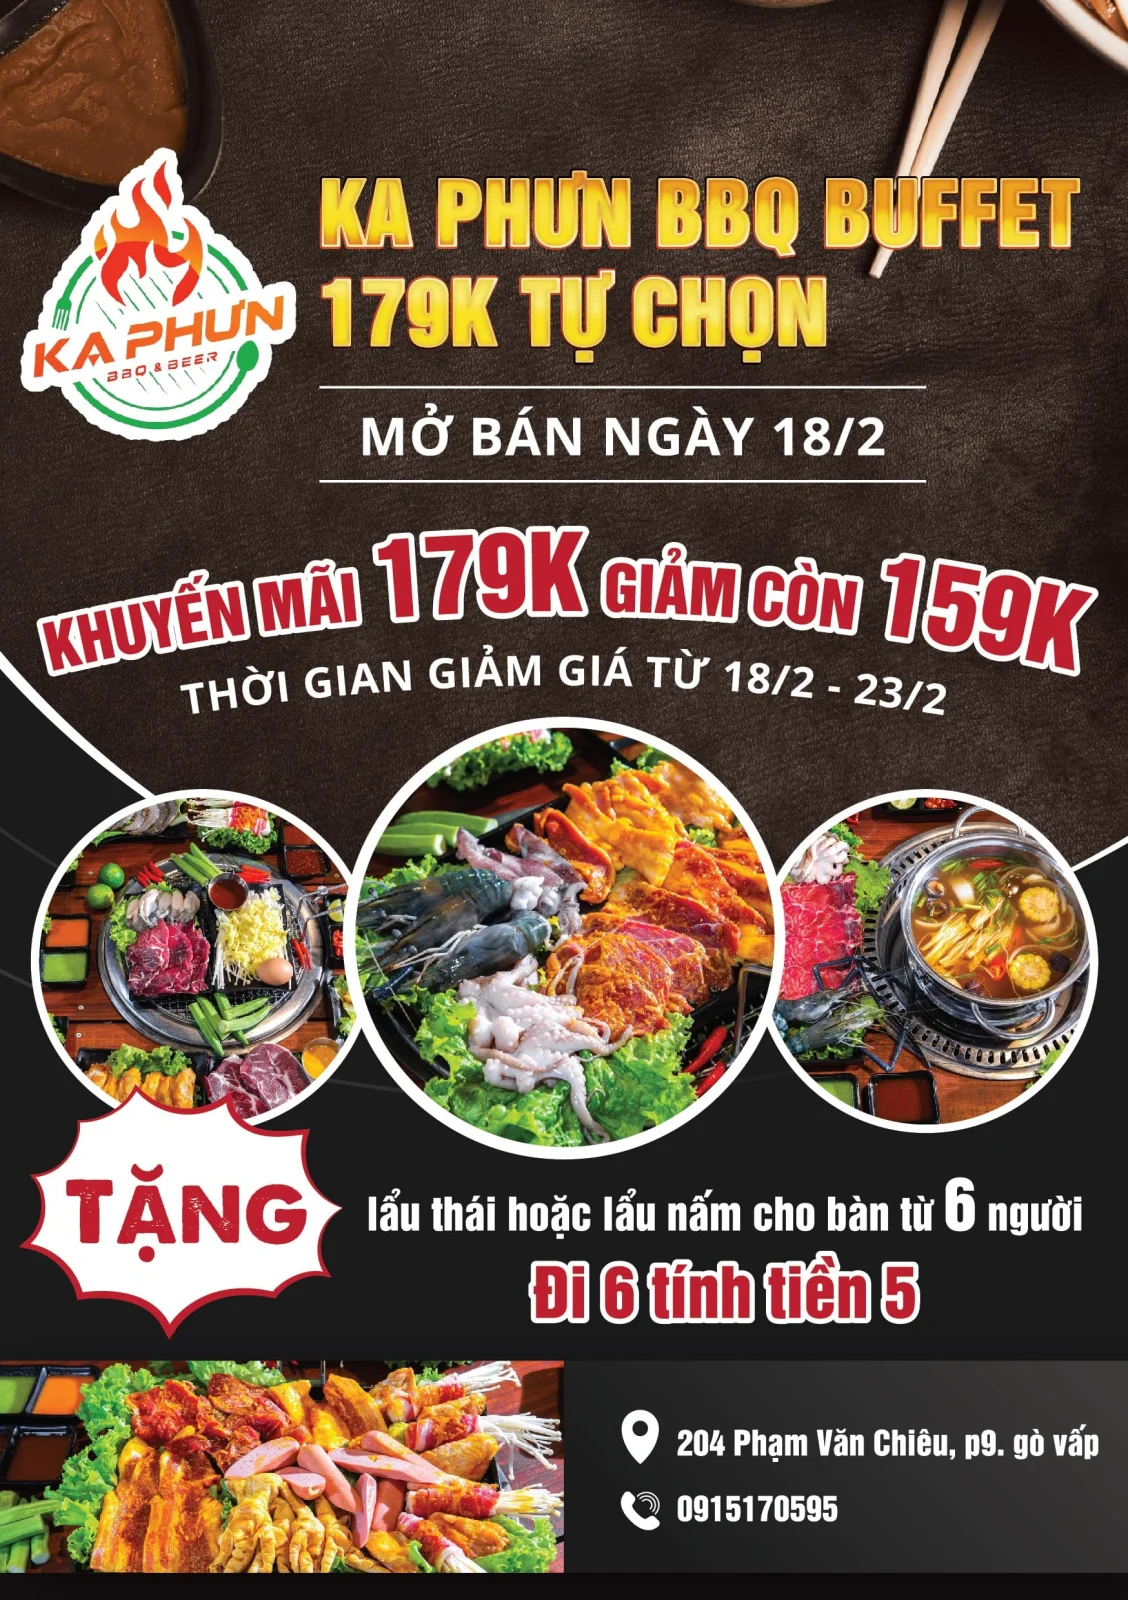 KA PHƯN
BBQ & BEER
KA PHƯN BBQ BUFFET
179K TỰ CHỌN
MỞ BÁN NGÀY 18/2
KHUYẾN MÃI 179K GIẢM CÒN 159K
THỜI GIAN GIẢM GIÁ TỪ 18/2 - 23/2
TẶNG
lẩu thái hoặc lẩu nấm cho bàn từ 6 người
Đi 6 tính tiền 5
204 Phạm Văn Chiêu, p9. gò vấp
0915170595